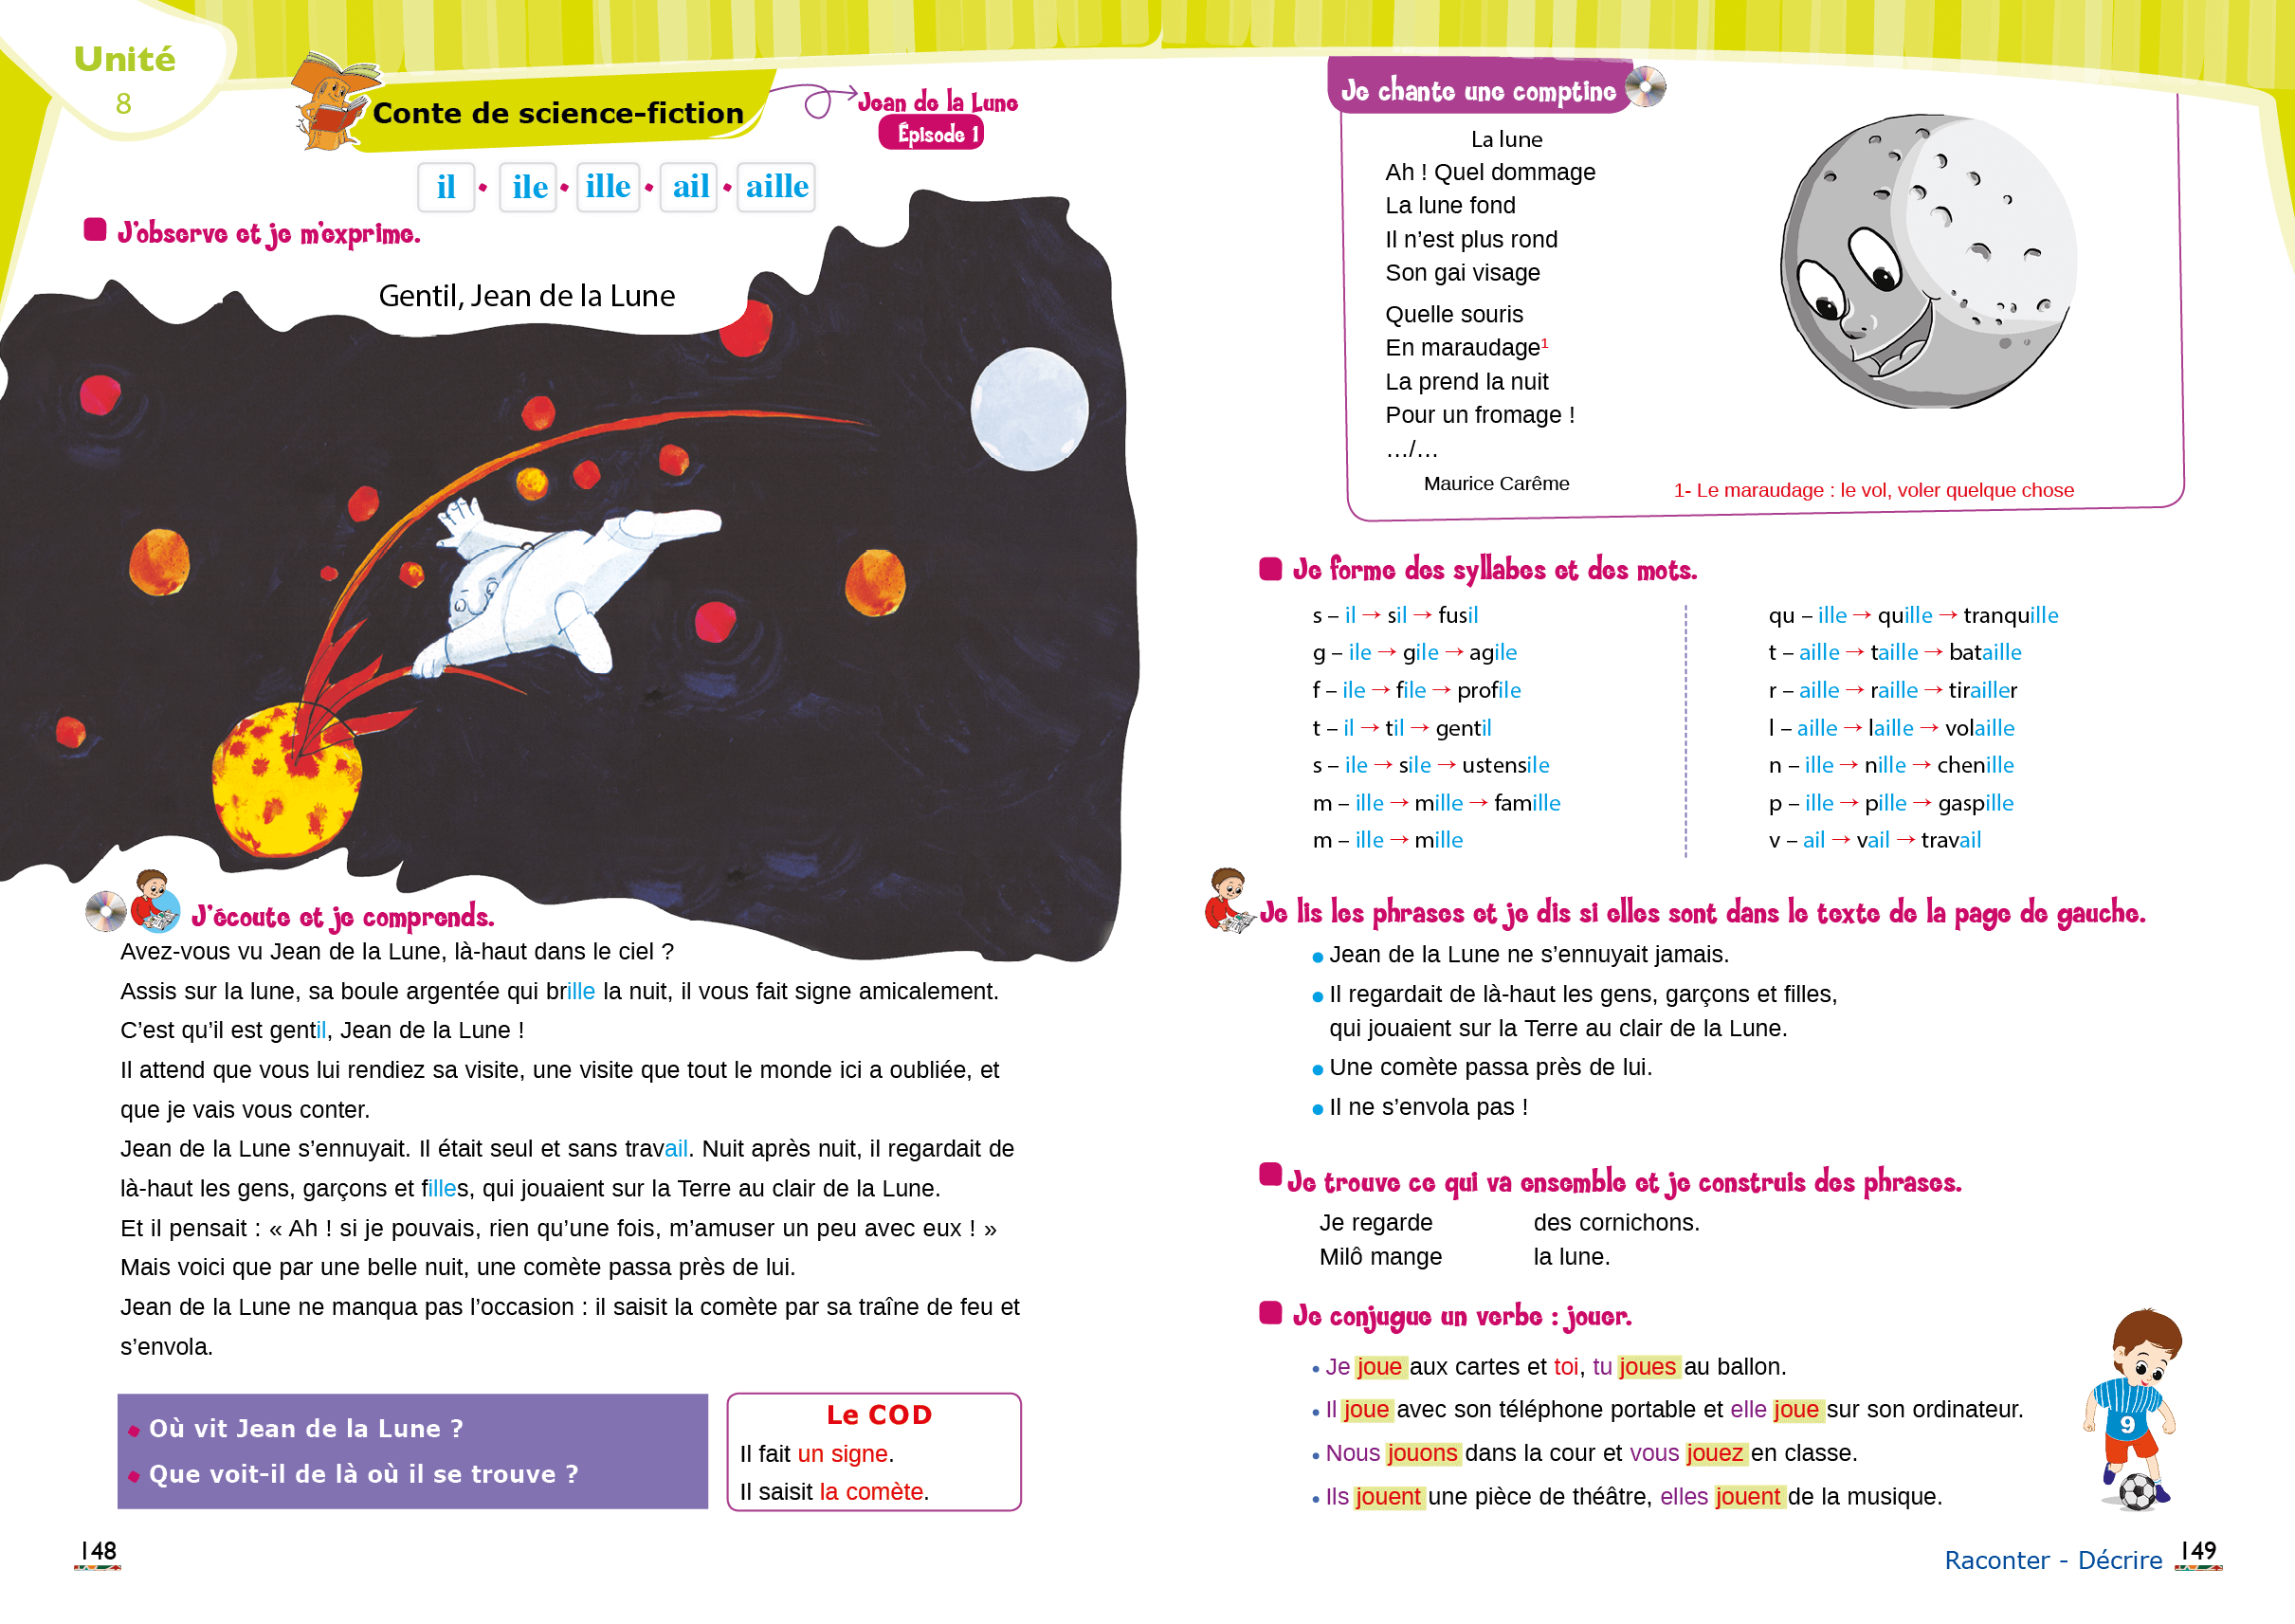 Unité
8
Conte de science-fiction
Jean de la Lune
Épisode 1
il • ile • ille • ail • aille
J'observe et je m'exprime.
Gentil, Jean de la Lune
J'écoute et je comprends.
Avez-vous vu Jean de la Lune, là-haut dans le ciel ?
Assis sur la lune, sa boule argentée qui brille la nuit, il vous fait signe amicalement.
C'est qu'il est gentil, Jean de la Lune !
Il attend que vous lui rendiez sa visite, une visite que tout le monde ici a oubliée, et
que je vais vous conter.
Jean de la Lune s'ennuyait. Il était seul et sans travail. Nuit après nuit, il regardait de
là-haut les gens, garçons et filles, qui jouaient sur la Terre au clair de la Lune.
Et il pensait : « Ah ! si je pouvais, rien qu'une fois, m'amuser un peu avec eux ! »
Mais voici que par une belle nuit, une comète passa près de lui.
Jean de la Lune ne manqua pas l'occasion : il saisit la comète par sa traîne de feu et
s'envola.
• Où vit Jean de la Lune ?
• Que voit-il de là où il se trouve ?
Le COD
Il fait un signe.
Il saisit la comète.
148
Je chante une comptine
La lune
Ah ! Quel dommage
La lune fond
Il n'est plus rond
Son gai visage
Quelle souris
En maraudage1
La prend la nuit
Pour un fromage !
…/…
Maurice Carême
1- Le maraudage : le vol, voler quelque chose
Je forme des syllabes et des mots.
s – il → sil → fusil
g – ile → gile → agile
f – ile → file → profile
t – il → til → gentil
s – ile → sile → ustensile
m – ille → mille → famille
m – ille → mille
qu – ille → quille → tranquille
t – aille → taille → bataille
r – aille → raille → tirailler
l – aille → laille → volaille
n – ille → nille → chenille
p – ille → pille → gaspille
v – ail → vail → travail
Je lis les phrases et je dis si elles sont dans le texte de la page de gauche.
• Jean de la Lune ne s'ennuyait jamais.
• Il regardait de là-haut les gens, garçons et filles,
qui jouaient sur la Terre au clair de la Lune.
• Une comète passa près de lui.
• Il ne s'envola pas !
Je trouve ce qui va ensemble et je construis des phrases.
Je regarde des cornichons.
Milô mange la lune.
Je conjugue un verbe : jouer.
• Je joue aux cartes et toi, tu joues au ballon.
• Il joue avec son téléphone portable et elle joue sur son ordinateur.
• Nous jouons dans la cour et vous jouez en classe.
• Ils jouent une pièce de théâtre, elles jouent de la musique.
9
Raconter - Décrire
149